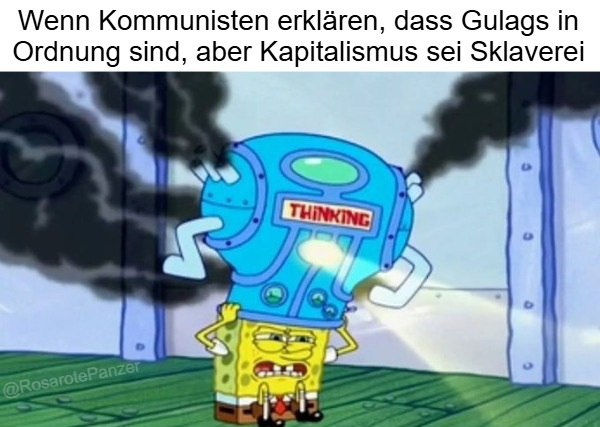 Wenn Kommunisten erklären, dass Gulags in
Ordnung sind, aber Kapitalismus sei Sklaverei
THINKING
@RosarotePanzer